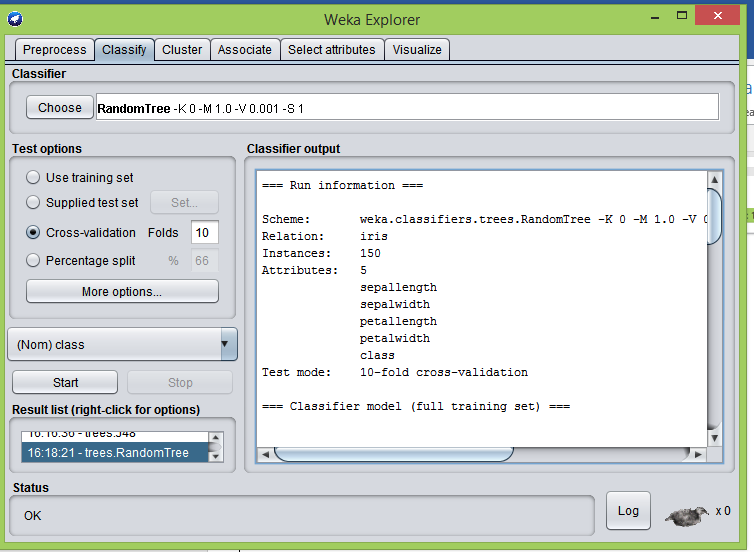 Weka Explorer
Preprocess Classify Cluster Associate Select attributes Visualize
Classifier
Choose RandomTree -K 0 -M 1.0 -V 0.001 -S 1
Test options
Use training set
Supplied test set Set...
Cross-validation Folds 10
Percentage split % 66
More options...
(Nom) class
Start Stop
Result list (right-click for options)
16:16:36 - trees.J48
16:18:21 - trees.RandomTree
Classifier output
=== Run information ===
Scheme: weka.classifiers.trees.RandomTree -K 0 -M 1.0 -V 0
Relation: iris
Instances: 150
Attributes: 5
sepallength
sepalwidth
petallength
petalwidth
class
Test mode: 10-fold cross-validation
=== Classifier model (full training set) ===
Status
OK
Log x 0